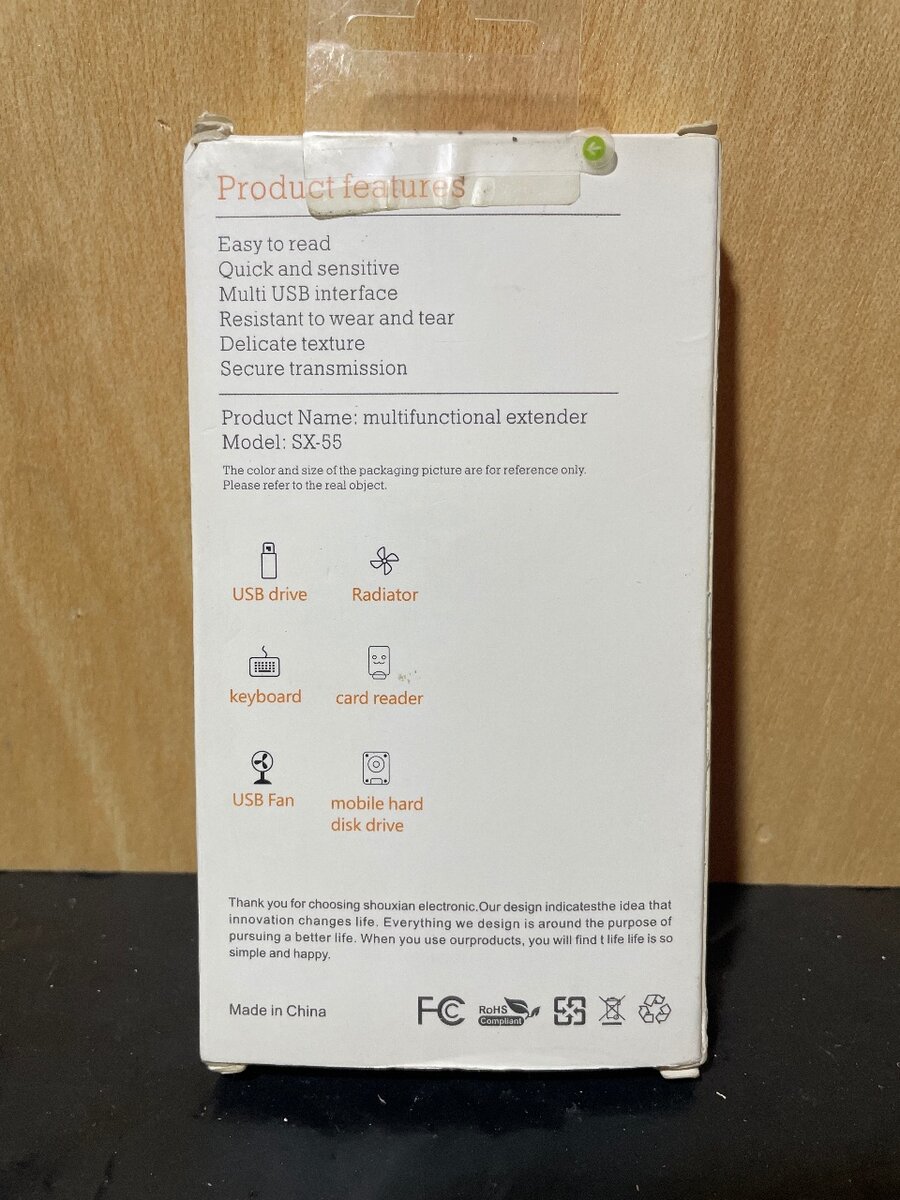 Product features
Easy to read
Quick and sensitive
Multi USB interface
Resistant to wear and tear
Delicate texture
Secure transmission
Product Name: multifunctional extender
Model: SX-55
The color and size of the packaging picture are for reference only.
Please refer to the real object.
USB drive Radiator
keyboard card reader
USB Fan mobile hard
disk drive
Thank you for choosing shouxian electronic.Our design indicatesthe idea that
innovation changes life. Everything we design is around the purpose of
pursuing a better life. When you use ourproducts, you will find t life life is so
simple and happy.
Made in China FC RoHS
Compliant